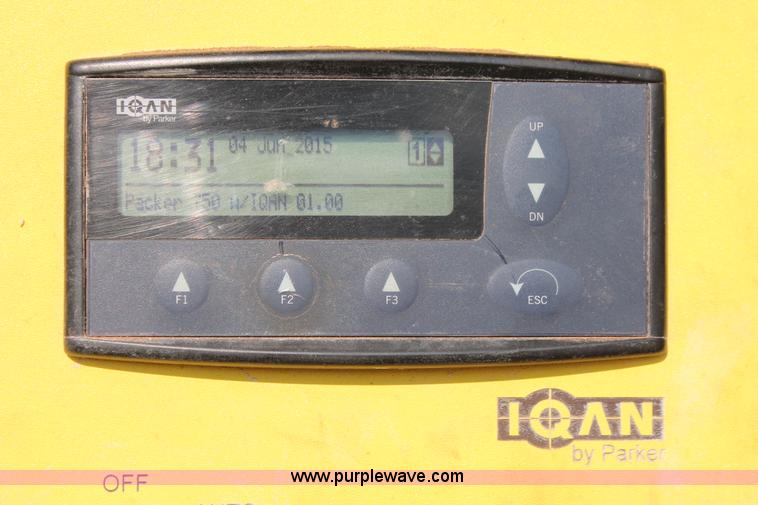 IQAN
by Parker
18:31 04 Jun 2015 1
Packer 750 w/IQAN 01.00
UP
DN
F1 F2 F3 ESC
IQAN
by Parker
www.purplewave.com
OFF